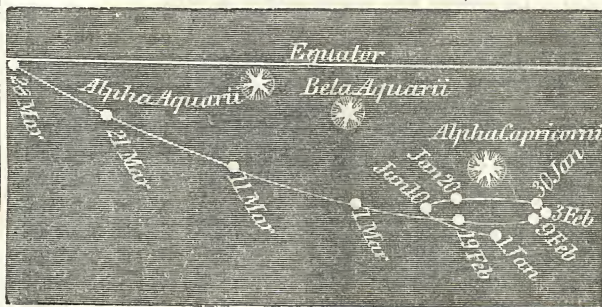 Equator
Alpha Aquarii
Beta Aquarii
Alpha Capricorni
25 Mar
21 Mar
11 Mar
1 Mar
Jan 10
Jan 20
30 Jan
3 Feb
9 Feb
19 Feb
1 Jan